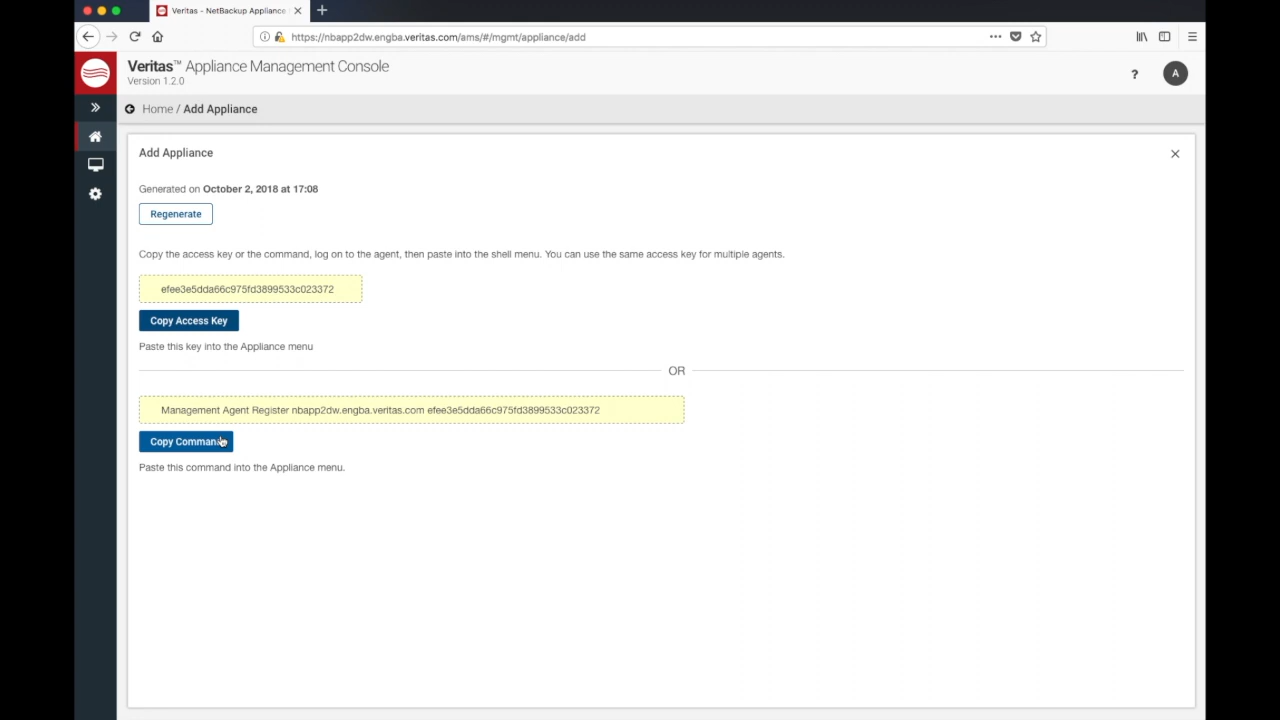 Veritas - NetBackup Appliance
https://nbapp2dw.engba.veritas.com/ams/#/mgmt/appliance/add
Veritas™ Appliance Management Console
Version 1.2.0
?
A
Home / Add Appliance
Add Appliance
Generated on October 2, 2018 at 17:08
Regenerate
Copy the access key or the command, log on to the agent, then paste into the shell menu. You can use the same access key for multiple agents.
efee3e5dda66c975fd3899533c023372
Copy Access Key
Paste this key into the Appliance menu
OR
Management Agent Register nbapp2dw.engba.veritas.com efee3e5dda66c975fd3899533c023372
Copy Command
Paste this command into the Appliance menu.